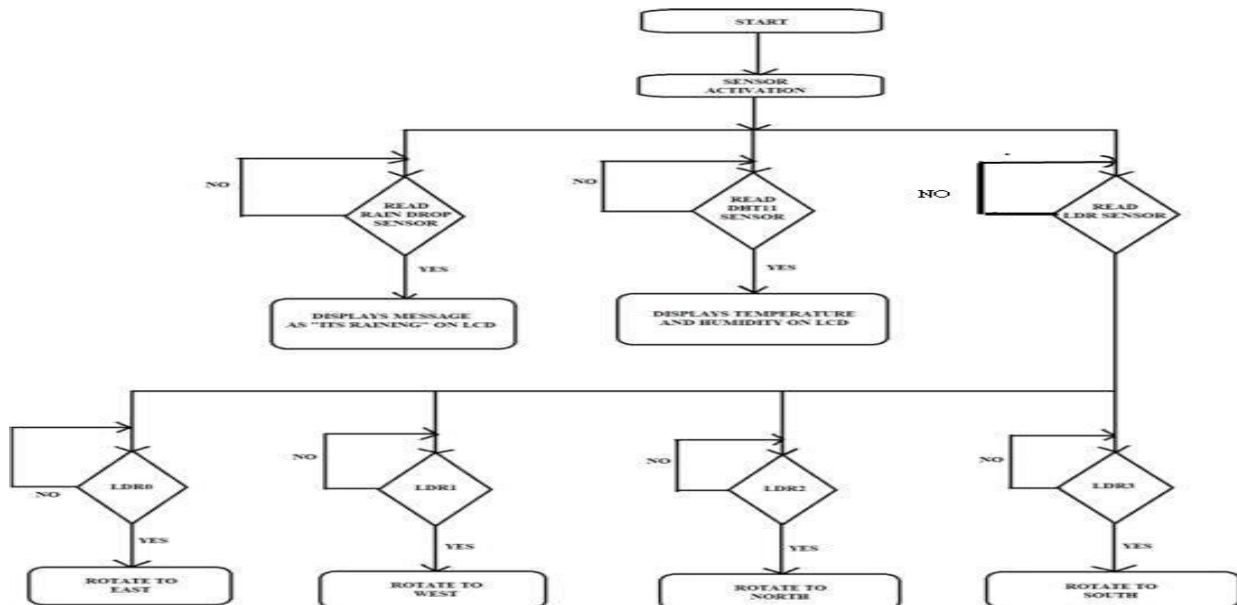 START
SENSOR
ACTIVATION
NO
READ
RAIN DROP
SENSOR
YES
DISPLAYS MESSAGE
AS "ITS RAINING" ON LCD
NO
READ
DHT11
SENSOR
YES
DISPLAYS TEMPERATURE
AND HUMIDITY ON LCD
NO
READ
LDR SENSOR
NO
LDR0
YES
ROTATE TO
EAST
NO
LDR1
YES
ROTATE TO
WEST
NO
LDR2
YES
ROTATE TO
NORTH
NO
LDR3
YES
ROTATE TO
SOUTH